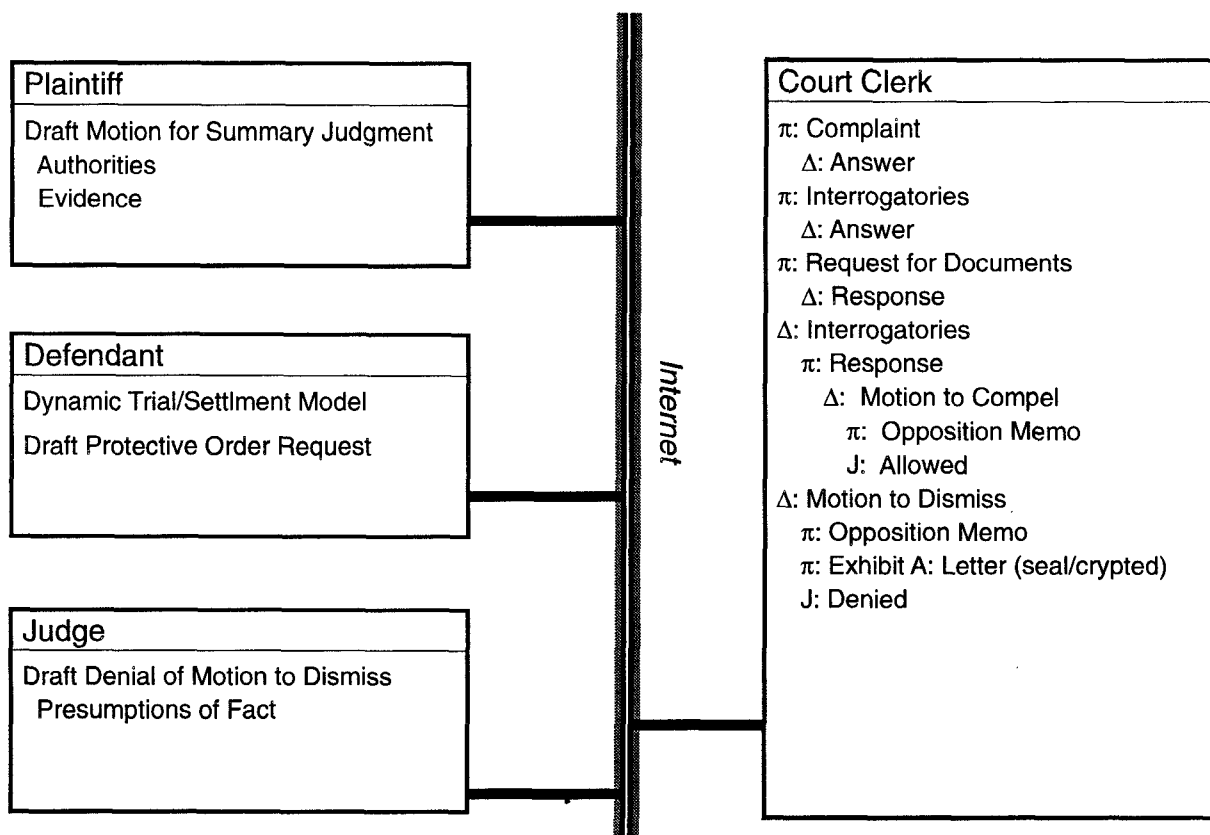 Plaintiff
Draft Motion for Summary Judgment
Authorities
Evidence
Defendant
Dynamic Trial/Settlment Model
Draft Protective Order Request
Judge
Draft Denial of Motion to Dismiss
Presumptions of Fact
Internet
Court Clerk
π: Complaint
Δ: Answer
π: Interrogatories
Δ: Answer
π: Request for Documents
Δ: Response
Δ: Interrogatories
π: Response
Δ: Motion to Compel
π: Opposition Memo
J: Allowed
Δ: Motion to Dismiss
π: Opposition Memo
π: Exhibit A: Letter (seal/crypted)
J: Denied